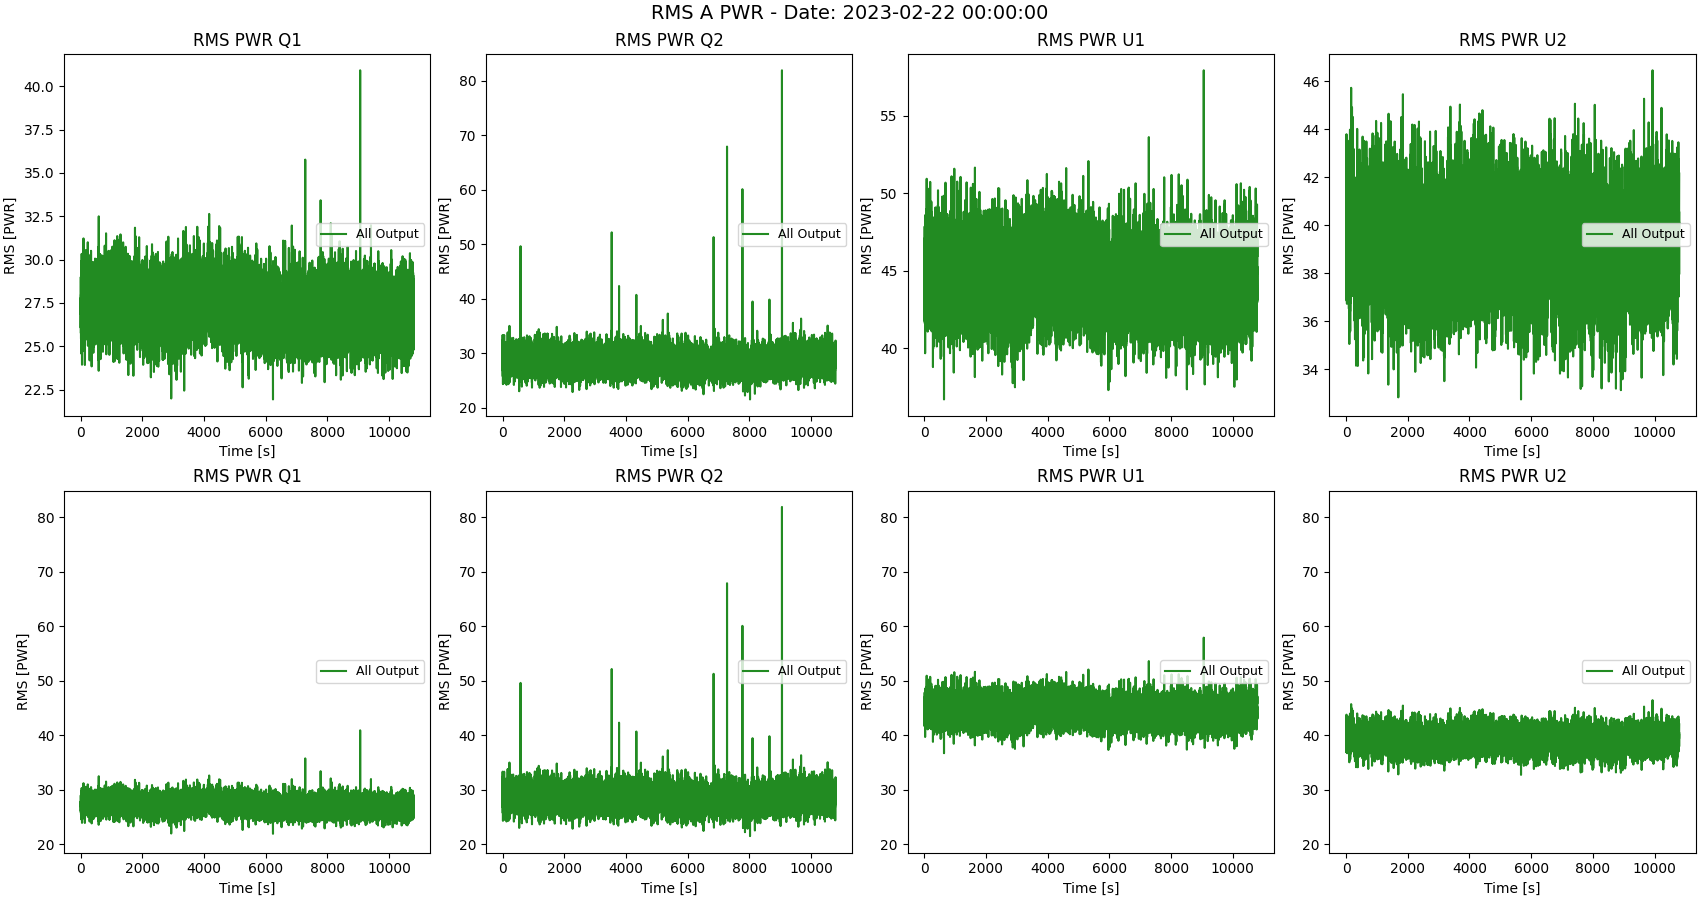 RMS A PWR - Date: 2023-02-22 00:00:00
RMS PWR Q1
RMS [PWR]
40.0
37.5
35.0
32.5
30.0
27.5
25.0
22.5
All Output
0 2000 4000 6000 8000 10000
Time [s]
RMS PWR Q2
RMS [PWR]
80
70
60
50
40
30
20
All Output
0 2000 4000 6000 8000 10000
Time [s]
RMS PWR U1
RMS [PWR]
55
50
45
40
All Output
0 2000 4000 6000 8000 10000
Time [s]
RMS PWR U2
RMS [PWR]
46
44
42
40
38
36
34
All Output
0 2000 4000 6000 8000 10000
Time [s]
RMS PWR Q1
RMS [PWR]
80
70
60
50
40
30
20
All Output
0 2000 4000 6000 8000 10000
Time [s]
RMS PWR Q2
RMS [PWR]
80
70
60
50
40
30
20
All Output
0 2000 4000 6000 8000 10000
Time [s]
RMS PWR U1
RMS [PWR]
80
70
60
50
40
30
20
All Output
0 2000 4000 6000 8000 10000
Time [s]
RMS PWR U2
RMS [PWR]
80
70
60
50
40
30
20
All Output
0 2000 4000 6000 8000 10000
Time [s]